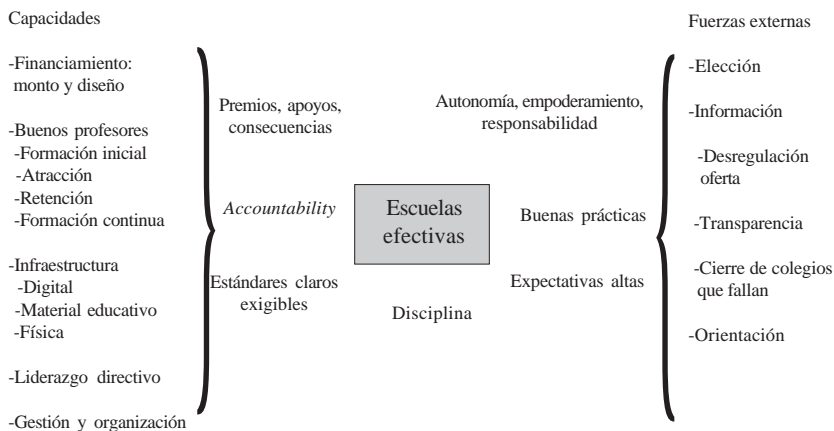 Capacidades
-Financiamiento:
monto y diseño
-Buenos profesores
-Formación inicial
-Atracción
-Retención
-Formación continua
-Infraestructura
-Digital
-Material educativo
-Física
-Liderazgo directivo
-Gestión y organización
Premios, apoyos,
consecuencias
Accountability
Estándares claros
exigibles
Escuelas
efectivas
Disciplina
Autonomía, empoderamiento,
responsabilidad
Buenas prácticas
Expectativas altas
Fuerzas externas
-Elección
-Información
-Desregulación
oferta
-Transparencia
-Cierre de colegios
que fallan
-Orientación